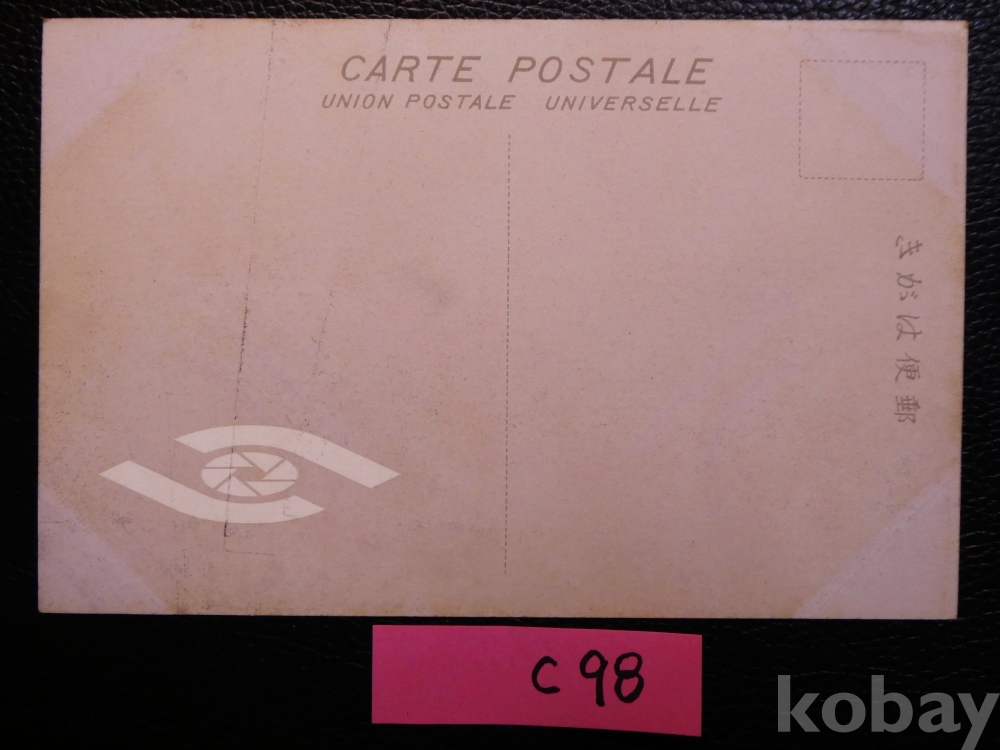 CARTE POSTALE
UNION POSTALE UNIVERSELLE
きがは便郵
C98
kobay